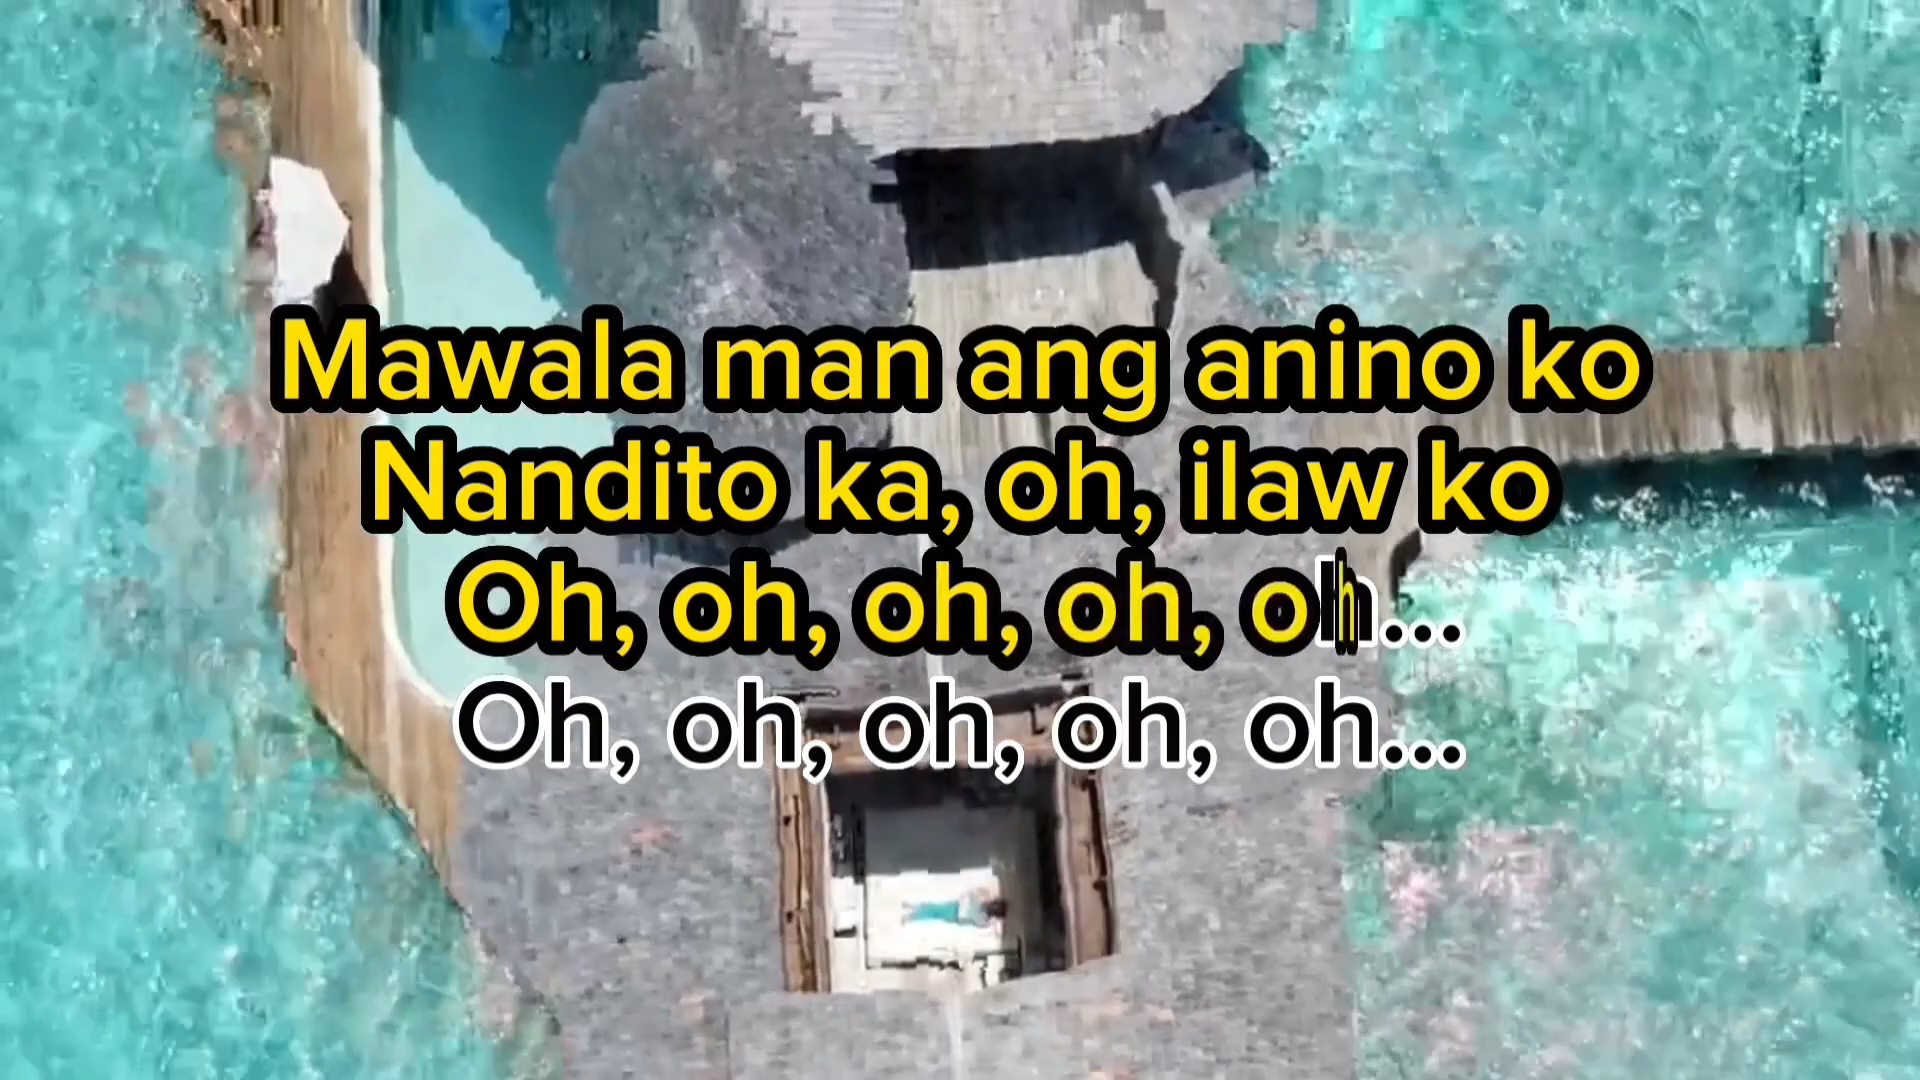 Mawala man ang anino ko
Nandito ka, oh, ilaw ko
Oh, oh, oh, oh, oh...
Oh, oh, oh, oh, oh...